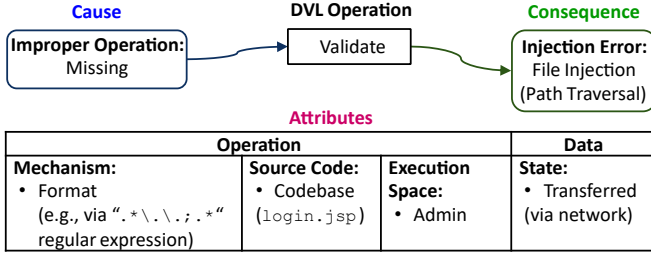 Cause
DVL Operation
Consequence
Improper Operation:
Missing
Validate
Injection Error:
File Injection
(Path Traversal)
Attributes
Operation
Data
Mechanism:
• Format
(e.g., via “.*\.\.;.*“
regular expression)
Source Code:
• Codebase
(login.jsp)
Execution
Space:
• Admin
State:
• Transferred
(via network)